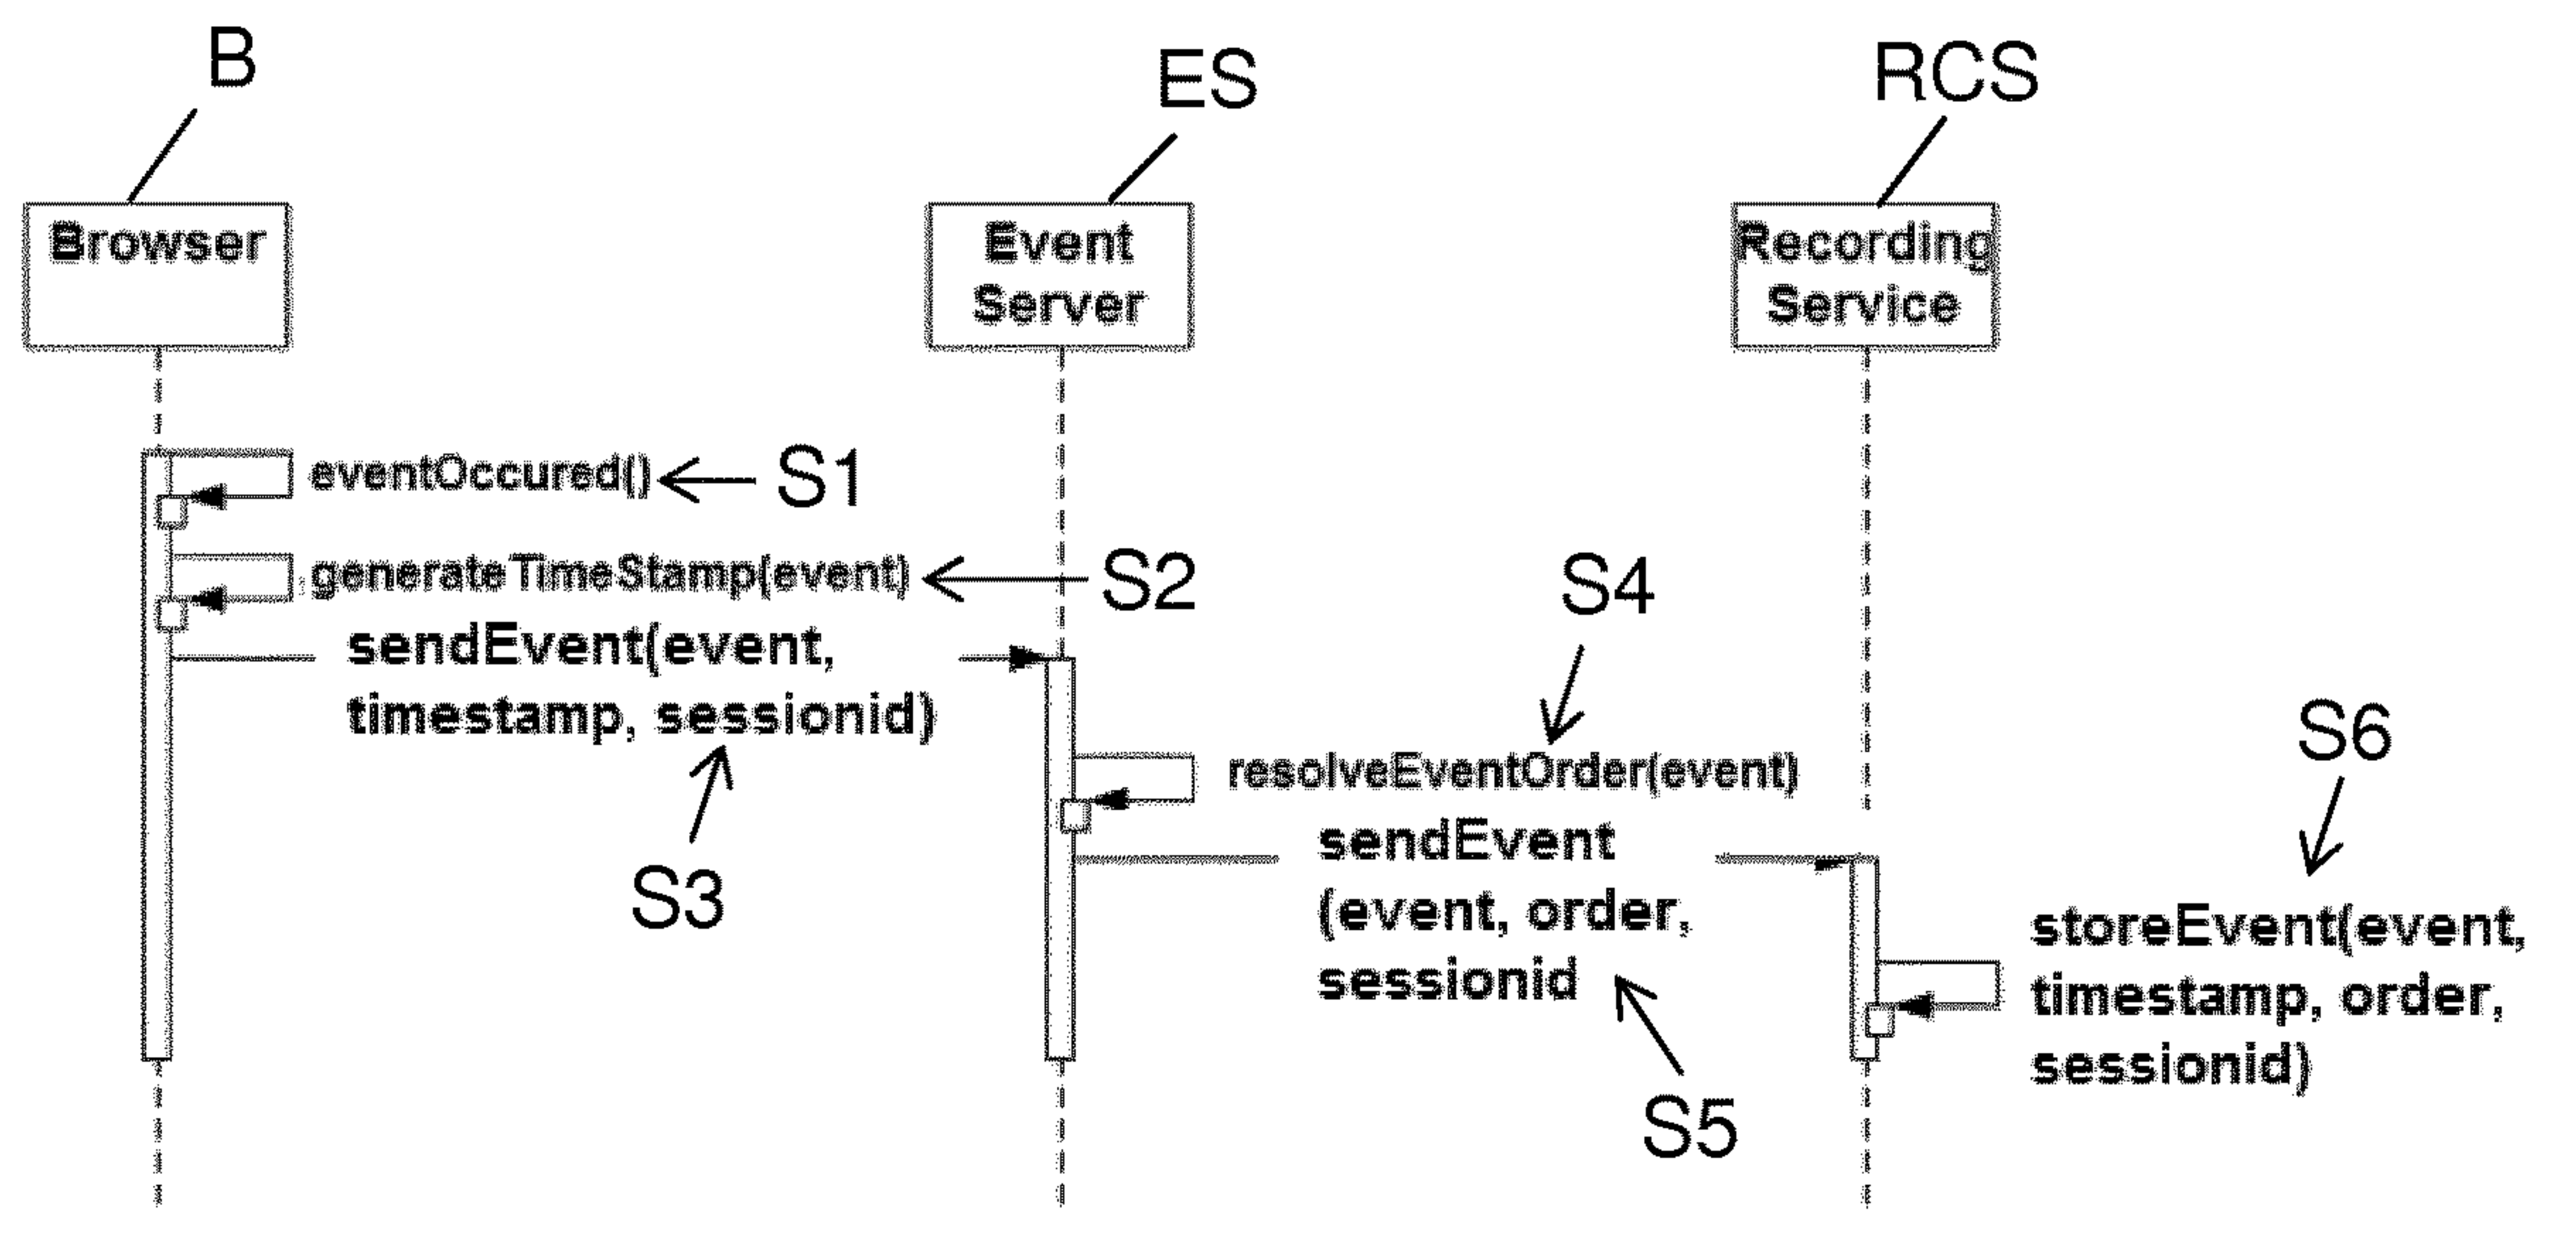 B
ES
RCS
Browser
Event
Server
Recording
Service
eventOccured()
S1
generateTimeStamp(event)
S2
sendEvent(event,
timestamp, sessionid)
S3
S4
resolveEventOrder(event)
sendEvent
(event, order,
sessionid
S5
S6
storeEvent(event,
timestamp, order,
sessionid)